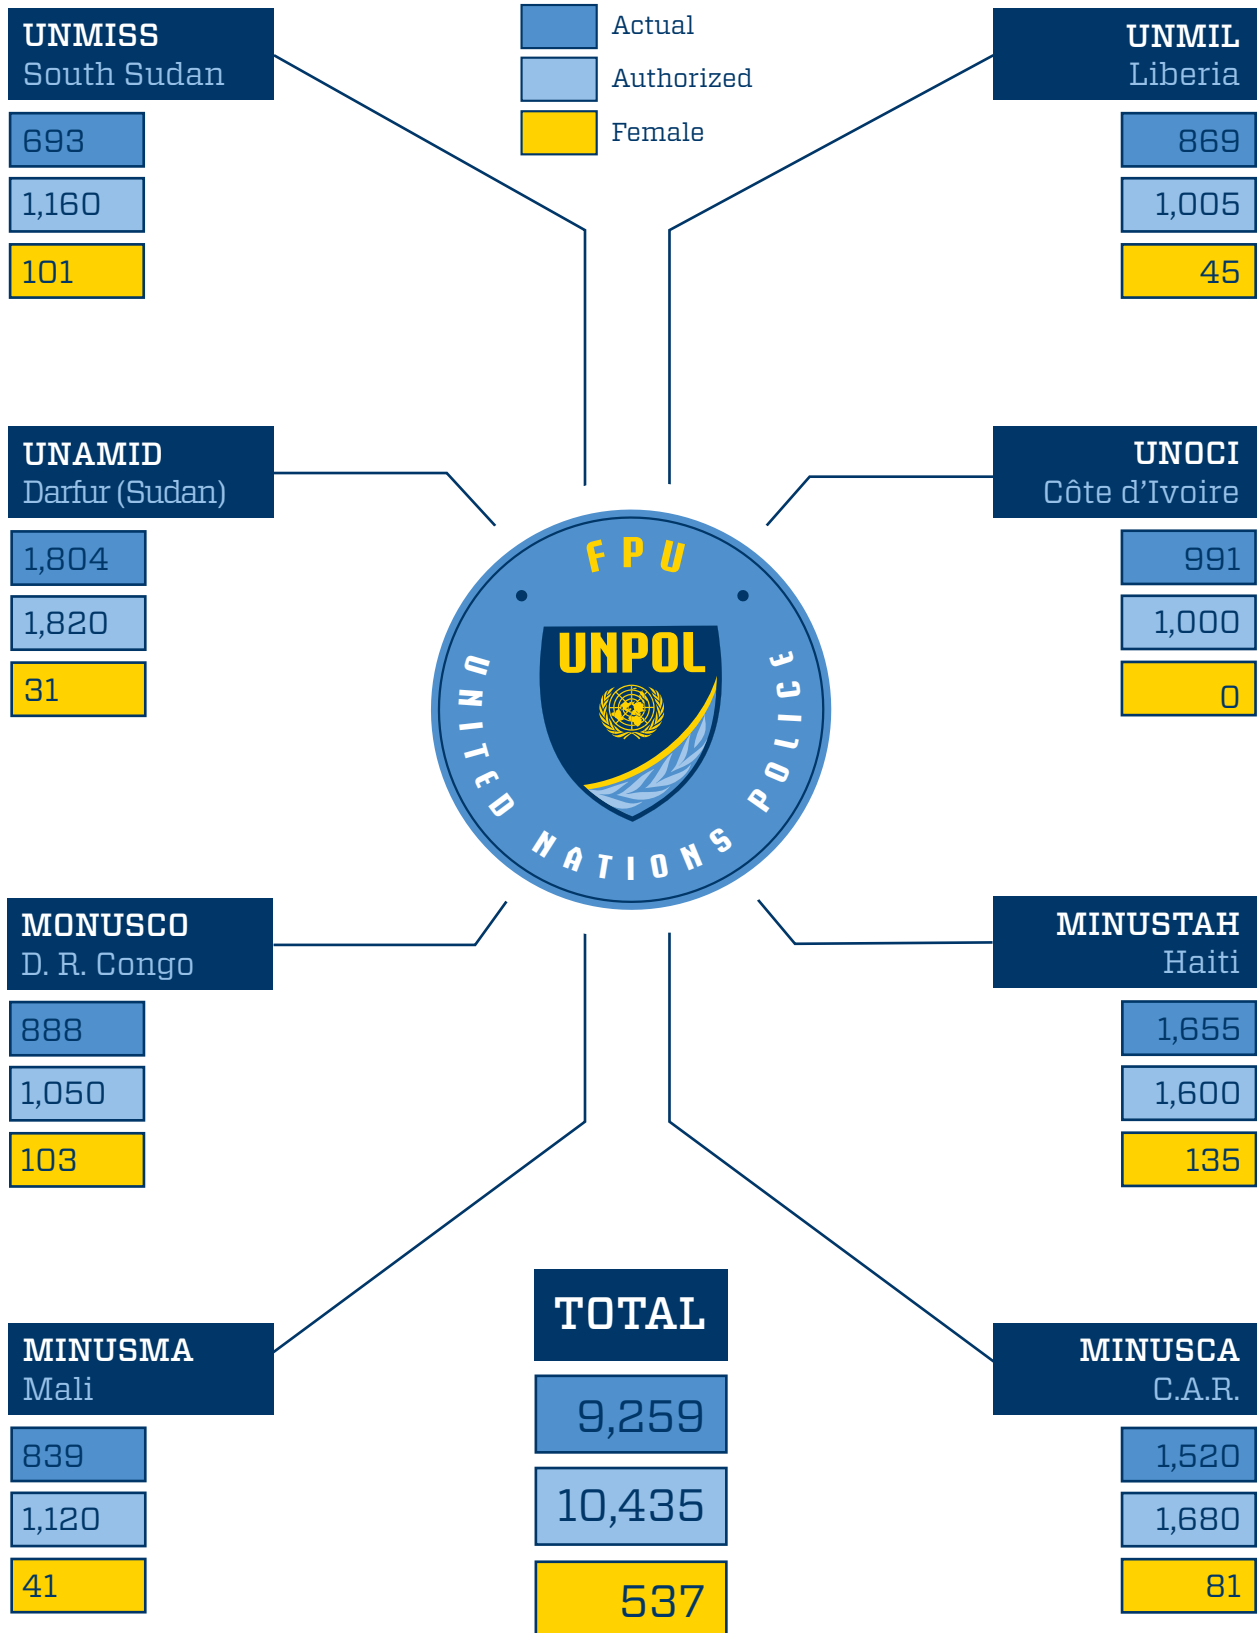 Actual
Authorized
Female
UNMISS
South Sudan
693
1,160
101
UNMIL
Liberia
869
1,005
45
UNAMID
Darfur (Sudan)
1,804
1,820
31
UNOCI
Côte d’Ivoire
991
1,000
0
FPU
UNPOL
UNITED NATIONS POLICE
MONUSCO
D. R. Congo
888
1,050
103
MINUSTAH
Haiti
1,655
1,600
135
MINUSMA
Mali
839
1,120
41
TOTAL
9,259
10,435
537
MINUSCA
C.A.R.
1,520
1,680
81